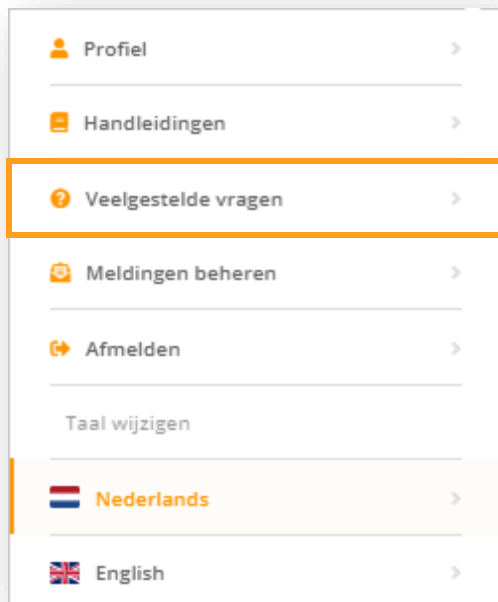 Profiel
Handleidingen
Veelgestelde vragen
Meldingen beheren
Afmelden
Taal wijzigen
Nederlands
English